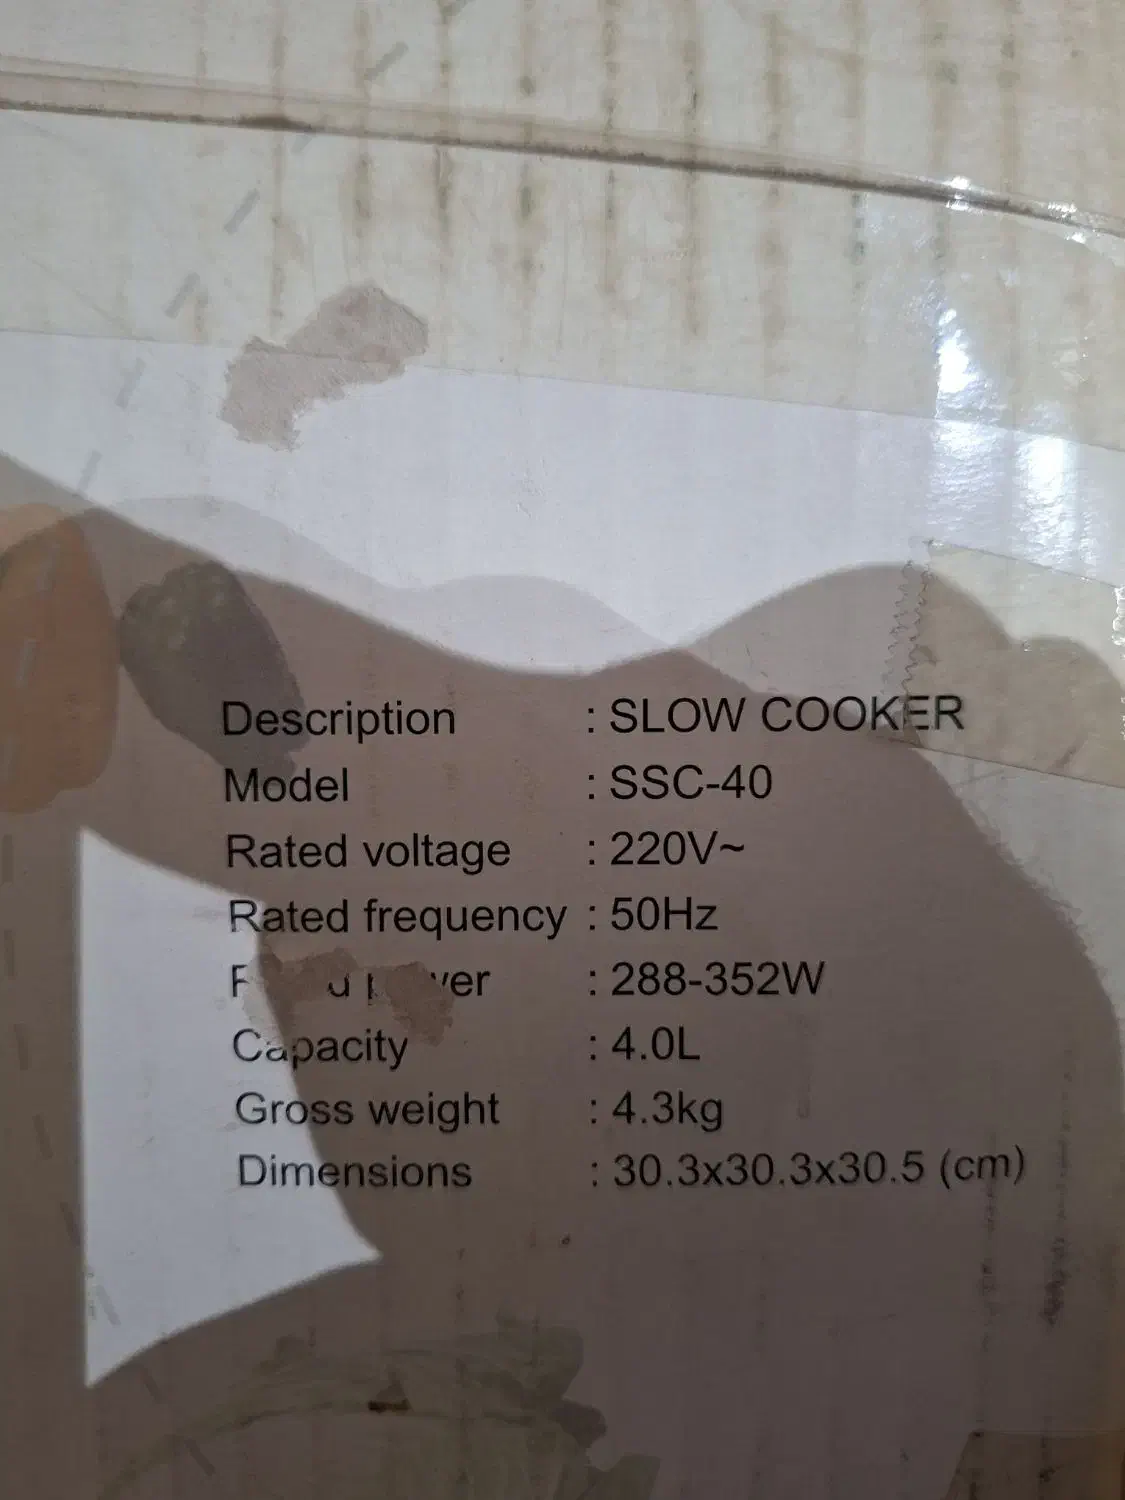 Description : SLOW COOKER
Model : SSC-40
Rated voltage : 220V~
Rated frequency : 50Hz
: 288-352W
Capacity : 4.0L
Gross weight : 4.3kg
Dimensions : 30.3x30.3x30.5 (cm)